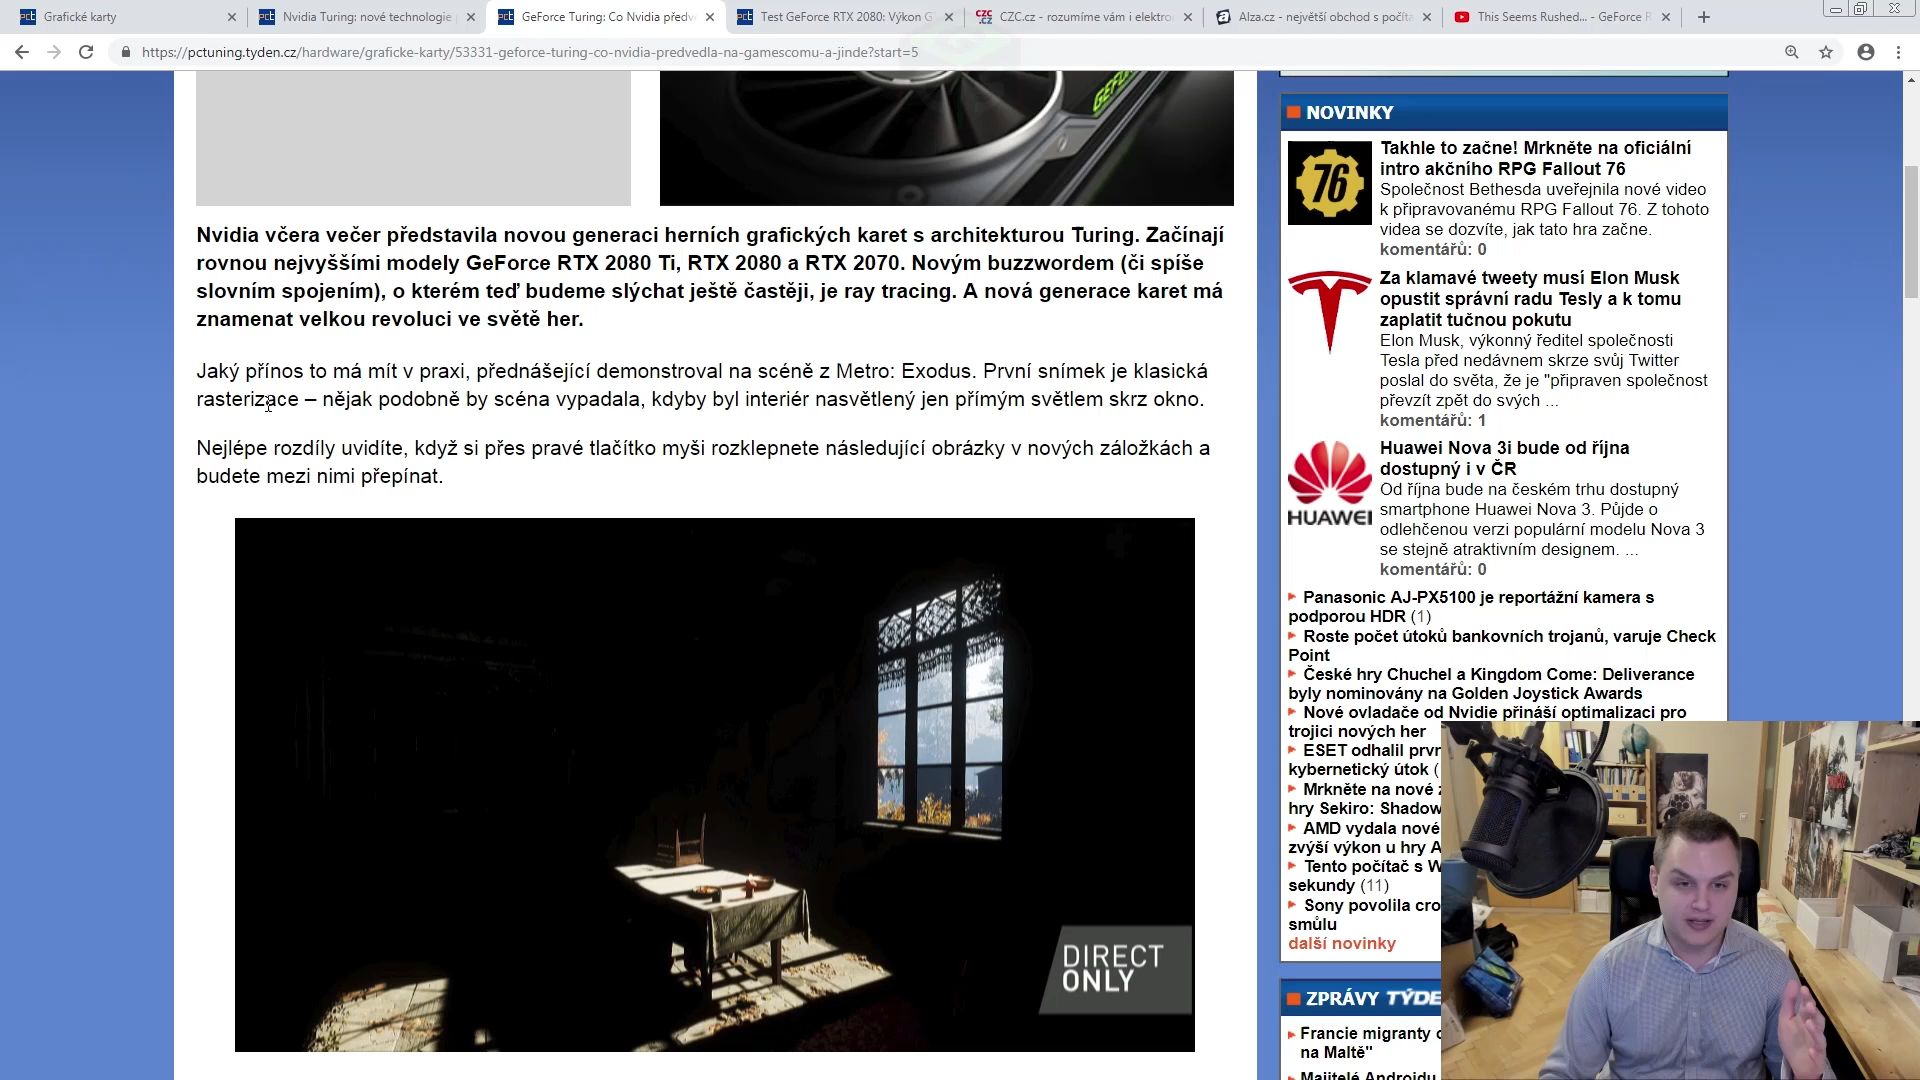 Grafické karty
Nvidia Turing: nové technologie
GeForce Turing: Co Nvidia předv
Test GeForce RTX 2080: Výkon G
CZC.cz - rozumíme vám i elektro
Alza.cz - největší obchod s počíta
This Seems Rushed... - GeForce R
https://pctuning.tyden.cz/hardware/graficke-karty/53331-geforce-turing-co-nvidia-predvedla-na-gamescomu-a-jinde?start=5
Nvidia včera večer představila novou generaci herních grafických karet s architekturou Turing. Začínají
rovnou nejvyššími modely GeForce RTX 2080 Ti, RTX 2080 a RTX 2070. Novým buzzwordem (či spíše
slovním spojením), o kterém teď budeme slýchat ještě častěji, je ray tracing. A nová generace karet má
znamenat velkou revoluci ve světě her.
Jaký přínos to má mít v praxi, přednášející demonstroval na scéně z Metro: Exodus. První snímek je klasická
rasterizace – nějak podobně by scéna vypadala, kdyby byl interiér nasvětlený jen přímým světlem skrz okno.
Nejlépe rozdíly uvidíte, když si přes pravé tlačítko myši rozklepnete následující obrázky v nových záložkách a
budete mezi nimi přepínat.
DIRECT
ONLY
NOVINKY
76
Takhle to začne! Mrkněte na oficiální
intro akčního RPG Fallout 76
Společnost Bethesda uveřejnila nové video
k připravovanému RPG Fallout 76. Z tohoto
videa se dozvíte, jak tato hra začne.
komentářů: 0
Za klamavé tweety musí Elon Musk
opustit správní radu Tesly a k tomu
zaplatit tučnou pokutu
Elon Musk, výkonný ředitel společnosti
Tesla před nedávnem skrze svůj Twitter
poslal do světa, že je "připraven společnost
převzít zpět do svých ...
komentářů: 1
HUAWEI
Huawei Nova 3i bude od října
dostupný i v ČR
Od října bude na českém trhu dostupný
smartphone Huawei Nova 3. Půjde o
odlehčenou verzi populární modelu Nova 3
se stejně atraktivním designem. ...
komentářů: 0
Panasonic AJ-PX5100 je reportážní kamera s
podporou HDR (1)
Roste počet útoků bankovních trojanů, varuje Check
Point
České hry Chuchel a Kingdom Come: Deliverance
byly nominovány na Golden Joystick Awards
Nové ovladače od Nvidie přináší optimalizaci pro
trojici nových her
ESET odhalil prvn
kybernetický útok (
Mrkněte na nové z
hry Sekiro: Shadow
AMD vydala nové
zvýší výkon u hry A
Tento počítač s W
sekundy (11)
Sony povolila cro
smůlu
další novinky
ZPRÁVY TÝDE
Francie migranty
na Maltě"
Majitelé Androidu